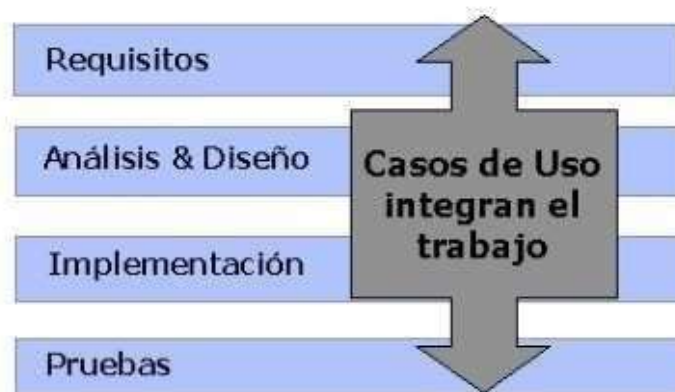 Requisitos
Análisis & Diseño
Casos de Uso
integran el
trabajo
Implementación
Pruebas